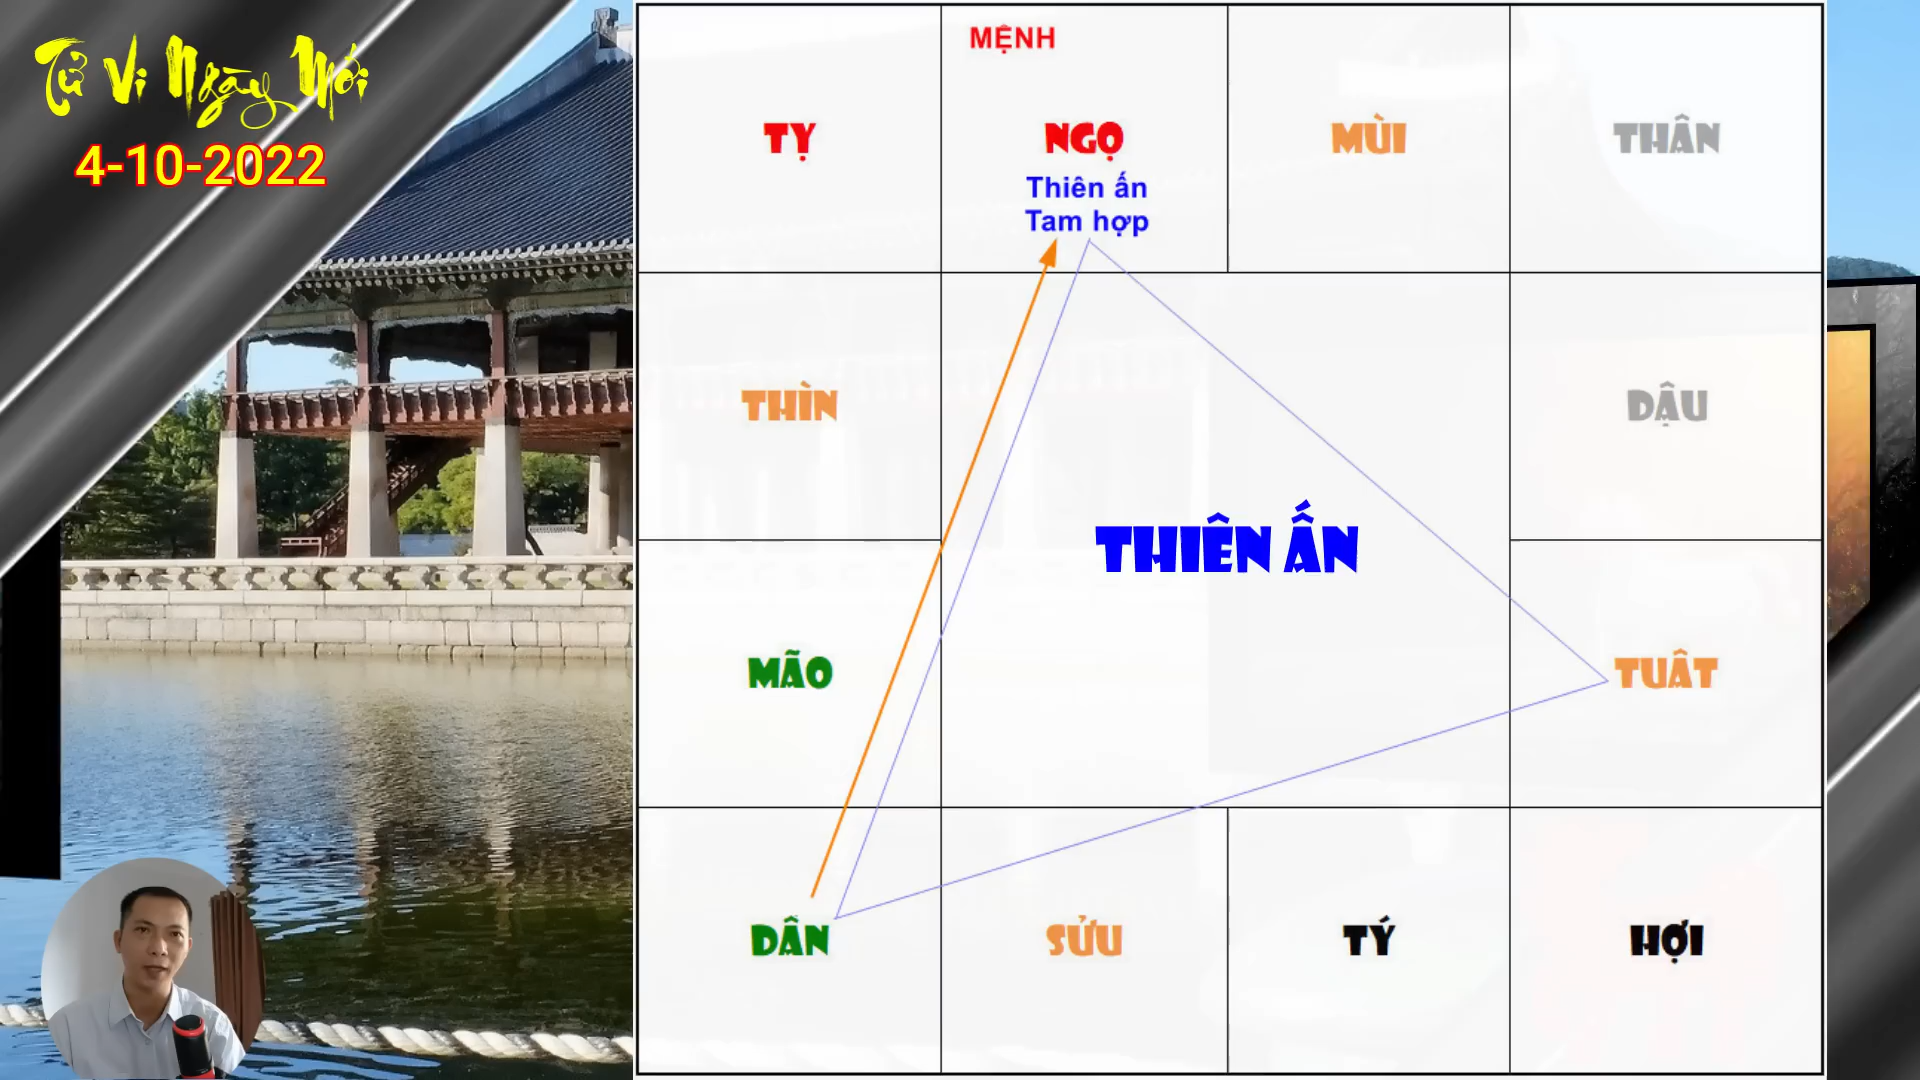 Tử Vi Ngày Mới
4-10-2022
MỆNH
TỴ
NGỌ
MÙI
THÂN
Thiên ấn
Tam hợp
THÌN
DẬU
THIÊN ẤN
MÃO
TUẤT
DẦN
SỬU
TÝ
HỢI